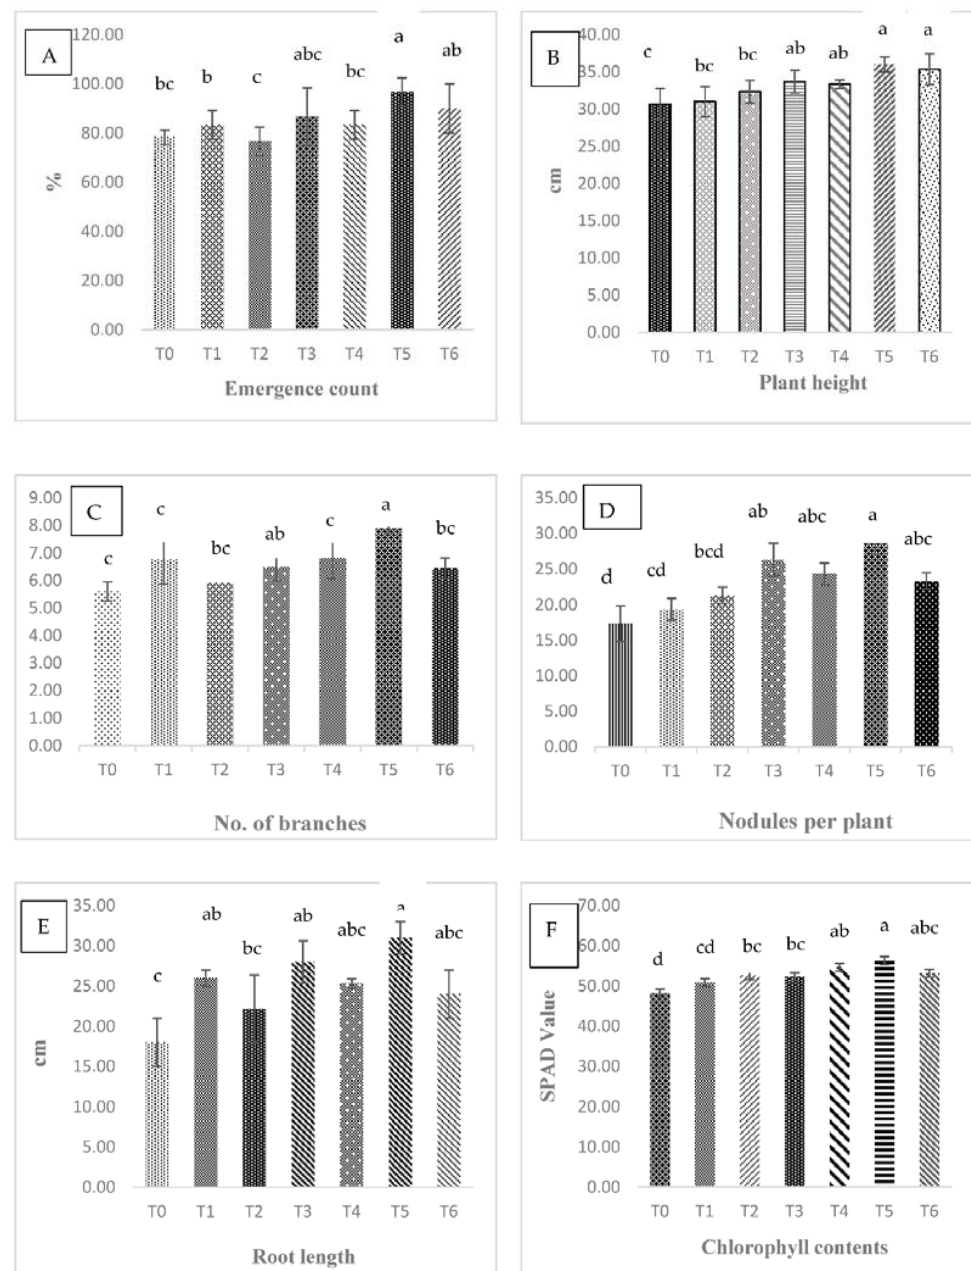 A
120.00
100.00
80.00
60.00
40.00
20.00
0.00
%
bc b c abc bc a ab
T0 T1 T2 T3 T4 T5 T6
Emergence count
B
40.00
35.00
30.00
25.00
20.00
15.00
10.00
5.00
0.00
cm
c bc bc ab ab a a
T0 T1 T2 T3 T4 T5 T6
Plant height
C
9.00
8.00
7.00
6.00
5.00
4.00
3.00
2.00
1.00
0.00
c c bc ab c a bc
T0 T1 T2 T3 T4 T5 T6
No. of branches
D
35.00
30.00
25.00
20.00
15.00
10.00
5.00
0.00
d cd bcd ab abc a abc
T0 T1 T2 T3 T4 T5 T6
Nodules per plant
E
35.00
30.00
25.00
20.00
15.00
10.00
5.00
0.00
cm
c ab bc ab abc a abc
T0 T1 T2 T3 T4 T5 T6
Root length
F
70.00
60.00
50.00
40.00
30.00
20.00
10.00
0.00
SPAD Value
d cd bc bc ab a abc
T0 T1 T2 T3 T4 T5 T6
Chlorophyll contents